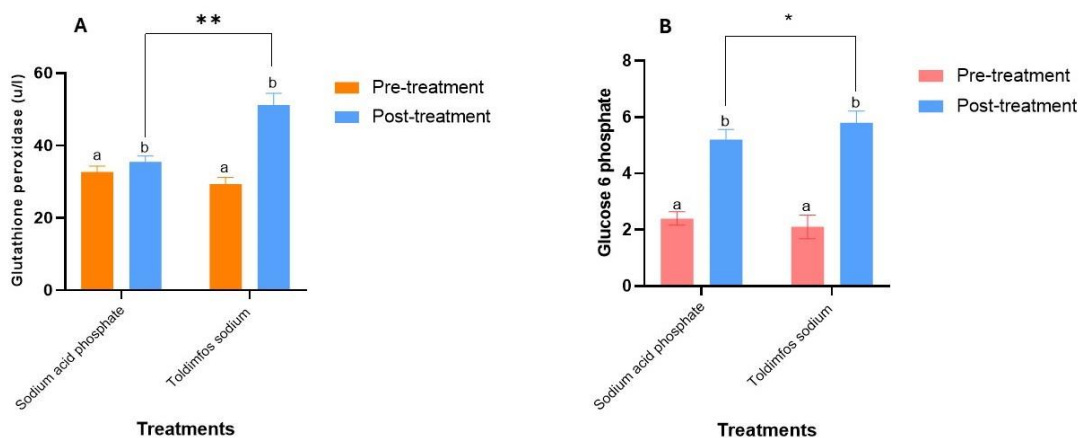 A
**
Glutathione peroxidase (u/l)
60
40
20
0
a
b
a
b
Pre-treatment
Post-treatment
Sodium acid phosphate
Toldimfos sodium
Treatments
B
*
Glucose 6 phosphate
8
6
4
2
0
a
b
a
b
Pre-treatment
Post-treatment
Sodium acid phosphate
Toldimfos sodium
Treatments